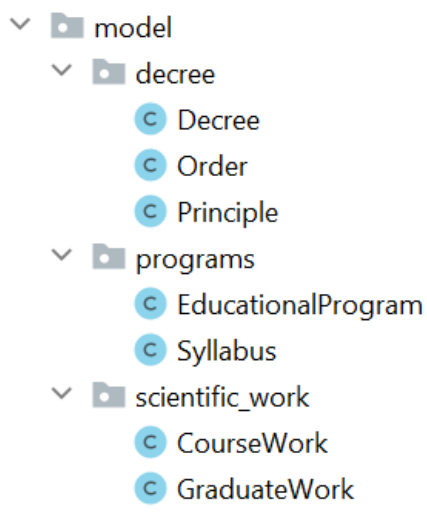 model
decree
C Decree
C Order
C Principle
programs
C EducationalProgram
C Syllabus
scientific_work
C CourseWork
C GraduateWork